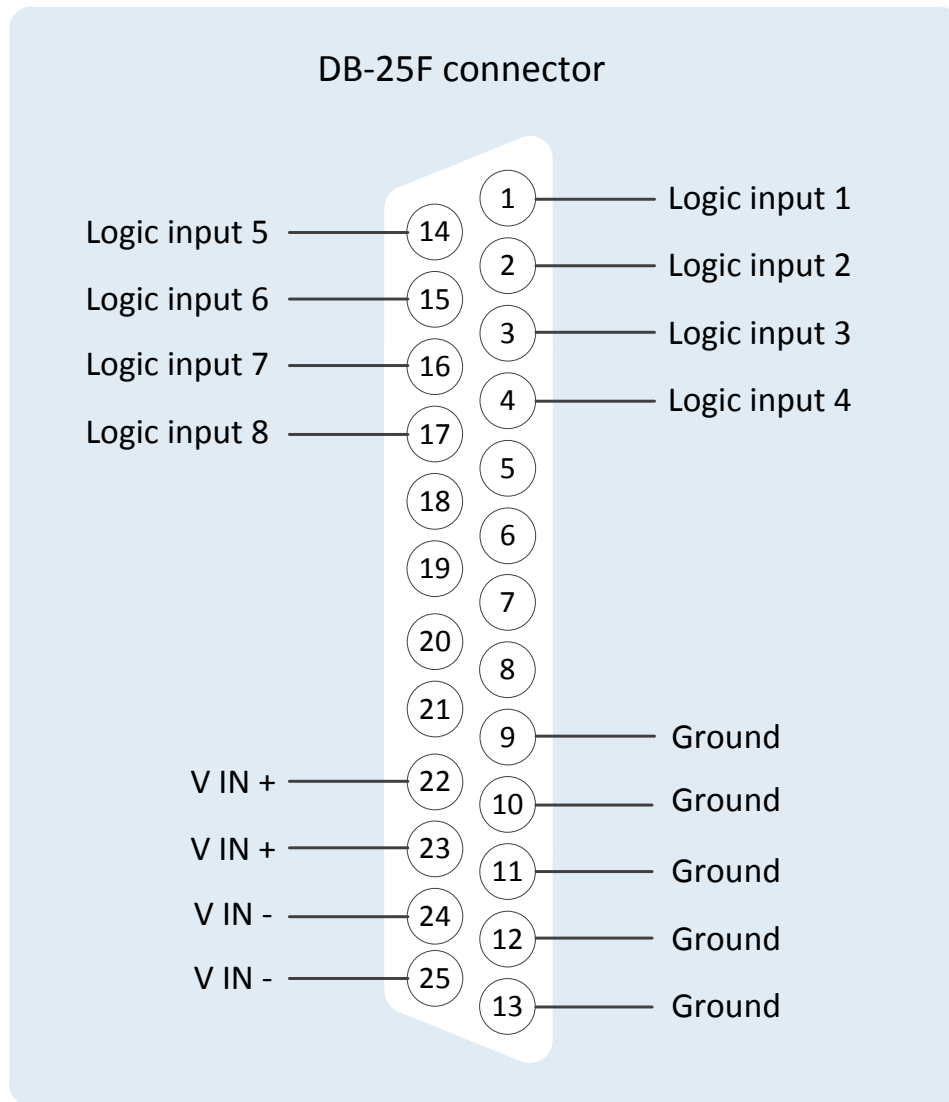 DB-25F connector
1 Logic input 1
Logic input 5 14
2 Logic input 2
Logic input 6 15
3 Logic input 3
Logic input 7 16
4 Logic input 4
Logic input 8 17
5
18
6
19
7
20
8
21
9 Ground
V IN + 22
10 Ground
V IN + 23
11 Ground
V IN - 24
12 Ground
V IN - 25
13 Ground